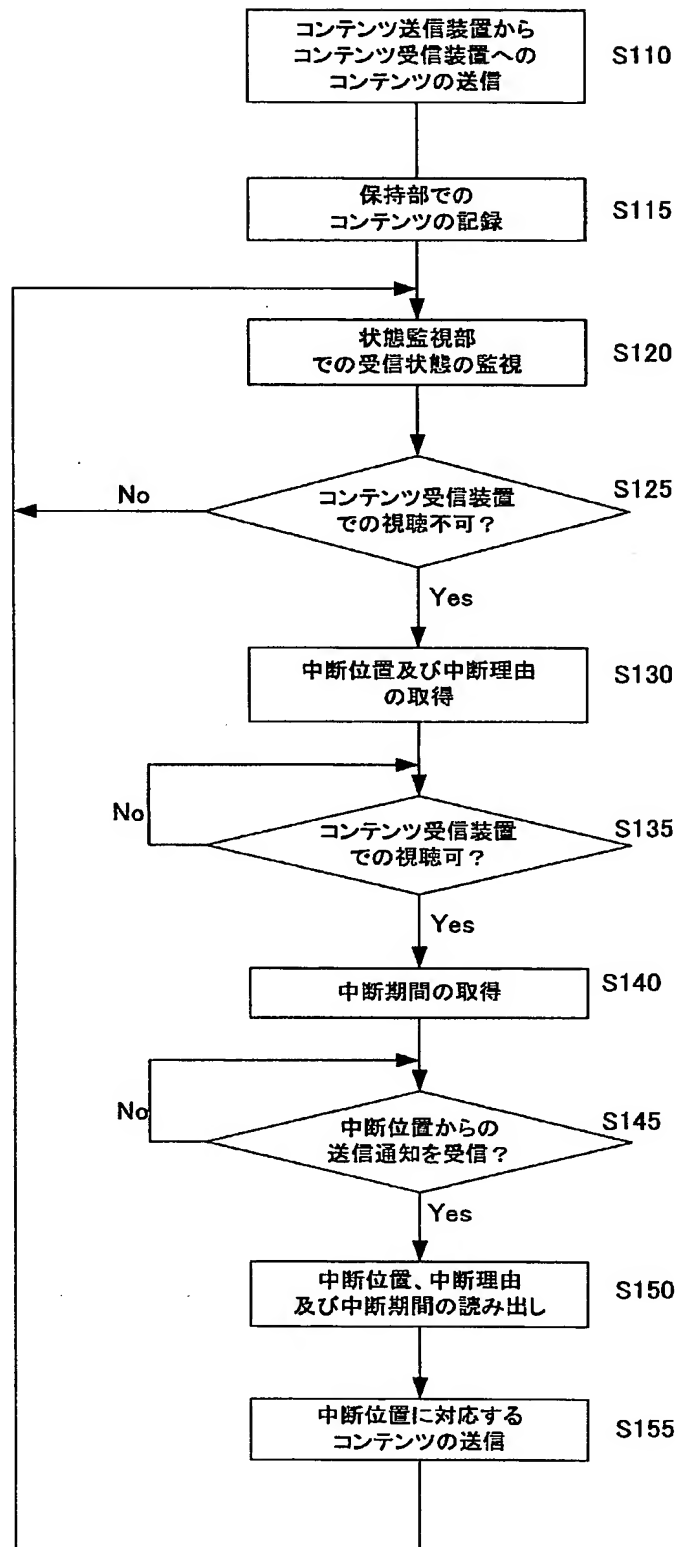 コンテンツ送信装置から
コンテンツ受信装置への
コンテンツの送信
S110
保持部での
コンテンツの記録
S115
状態監視部
での受信状態の監視
S120
コンテンツ受信装置
での視聴不可?
S125
No
Yes
中断位置及び中断理由
の取得
S130
コンテンツ受信装置
での視聴可?
S135
No
Yes
中断期間の取得
S140
中断位置からの
送信通知を受信?
S145
No
Yes
中断位置、中断理由
及び中断期間の読み出し
S150
中断位置に対応する
コンテンツの送信
S155